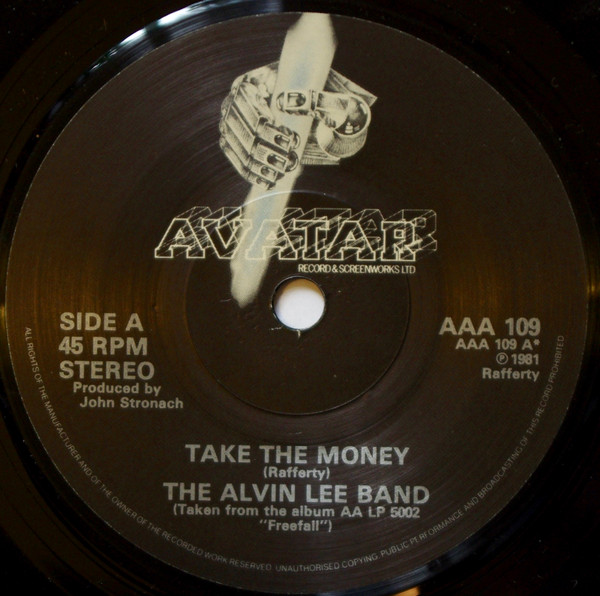 AVATAR
RECORD & SCREENWORKS LTD
SIDE A
45 RPM
STEREO
Produced by
John Stronach
AAA 109
AAA 109 A*
℗ 1981
Rafferty
TAKE THE MONEY
(Rafferty)
THE ALVIN LEE BAND
(Taken from the album AA LP 5002
"Freefall")
ALL RIGHTS OF THE MANUFACTURER AND OF THE OWNER OF THE RECORDED WORK RESERVED. UNAUTHORISED COPYING PUBLIC PERFORMANCE AND BROADCASTING OF THIS RECORD PROHIBITED